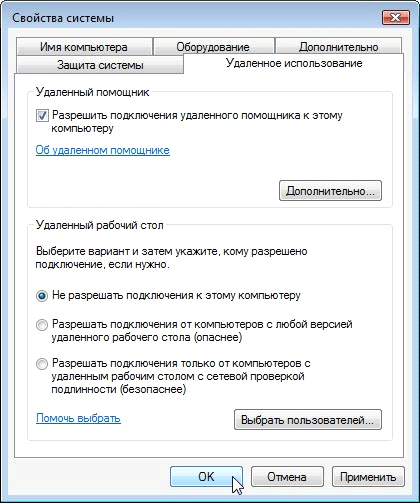 Свойства системы
Имя компьютера
Оборудование
Дополнительно
Защита системы
Удаленное использование
Удаленный помощник
Разрешить подключения удаленного помощника к этому
компьютеру
Об удаленном помощнике
Дополнительно...
Удаленный рабочий стол
Выберите вариант и затем укажите, кому разрешено
подключение, если нужно.
Не разрешать подключения к этому компьютеру
Разрешать подключения от компьютеров с любой версией
удаленного рабочего стола (опаснее)
Разрешать подключения только от компьютеров с
удаленным рабочим столом с сетевой проверкой
подлинности (безопаснее)
Помочь выбрать
Выбрать пользователей...
OK
Отмена
Применить